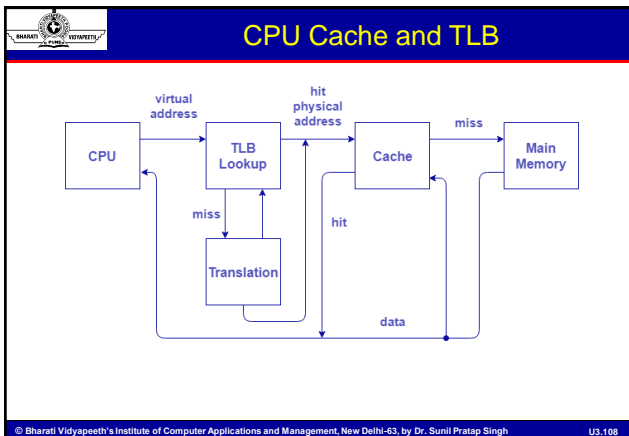 BHARATI VIDYAPEETH
PUNE
CPU Cache and TLB
virtual
address
hit
physical
address
miss
CPU
TLB
Lookup
Cache
Main
Memory
miss
hit
Translation
data
© Bharati Vidyapeeth's Institute of Computer Applications and Management, New Delhi-63, by Dr. Sunil Pratap Singh
U3.108